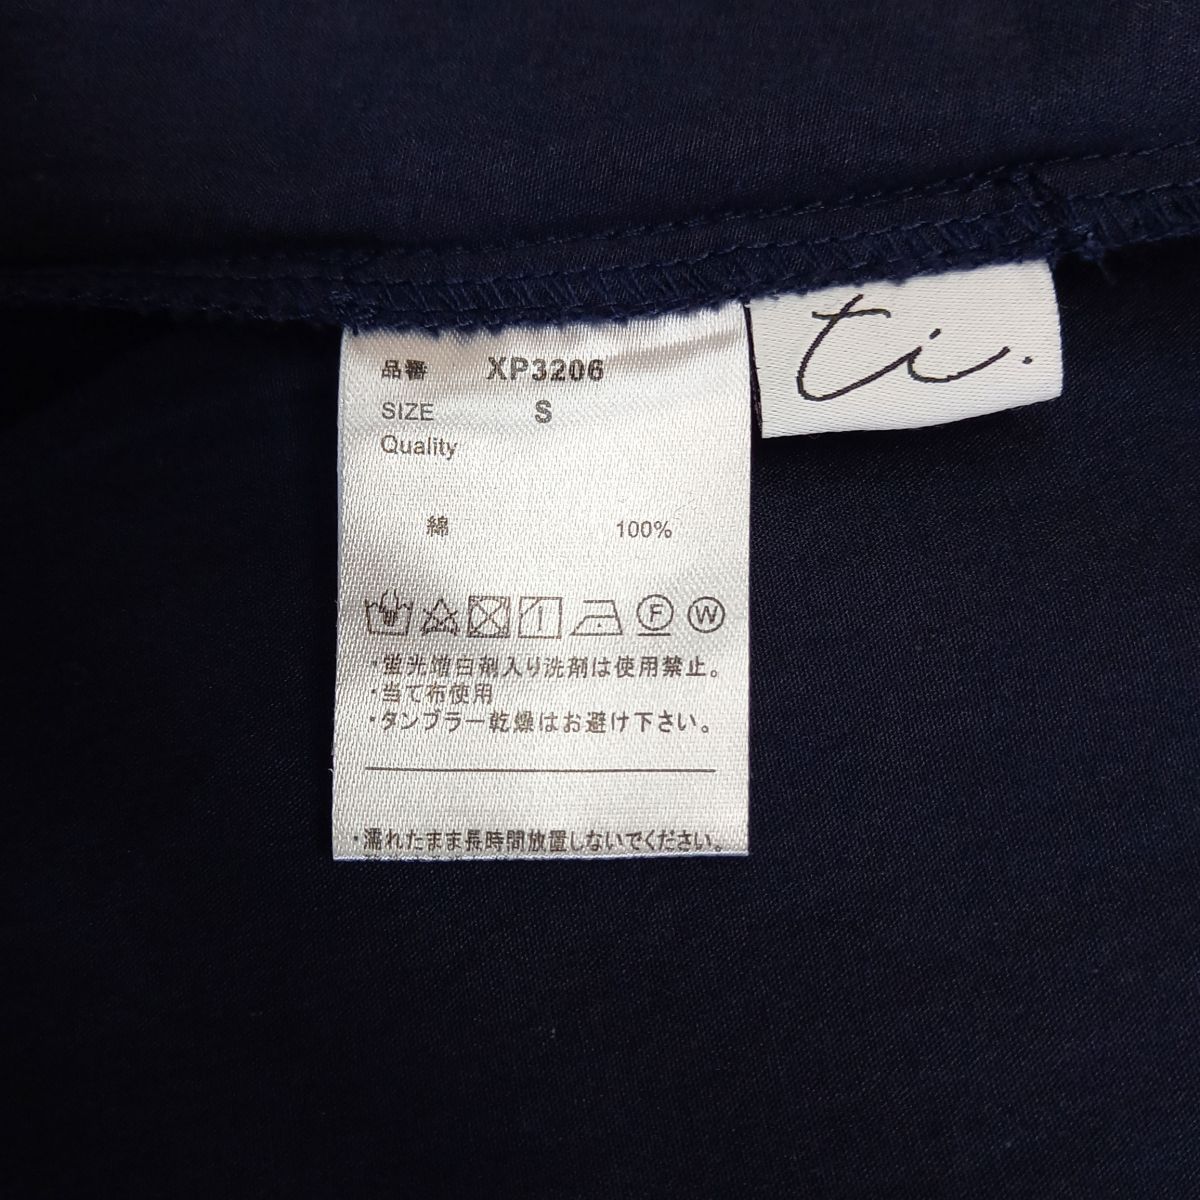 品番 XP3206
SIZE S
Quality
綿 100%
F W
・蛍光増白剤入り洗剤は使用禁止。
・当て布使用
・タンブラー乾燥はお避け下さい。
・濡れたまま長時間放置しないでください。
ti.